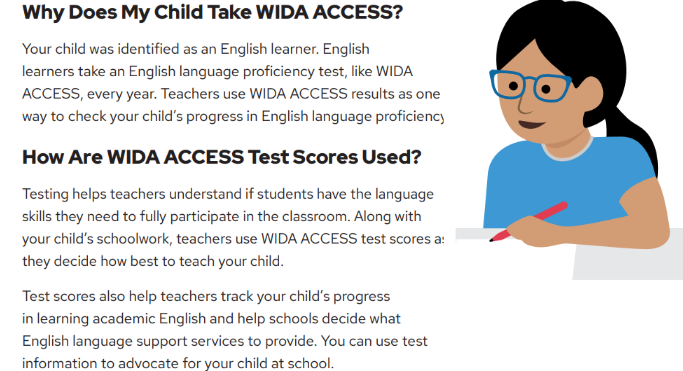 Why Does My Child Take WIDA ACCESS?
Your child was identified as an English learner. English
learners take an English language proficiency test, like WIDA
ACCESS, every year. Teachers use WIDA ACCESS results as one
way to check your child's progress in English language proficiency
How Are WIDA ACCESS Test Scores Used?
Testing helps teachers understand if students have the language
skills they need to fully participate in the classroom. Along with
your child's schoolwork, teachers use WIDA ACCESS test scores as
they decide how best to teach your child.
Test scores also help teachers track your child's progress
in learning academic English and help schools decide what
English language support services to provide. You can use test
information to advocate for your child at school.